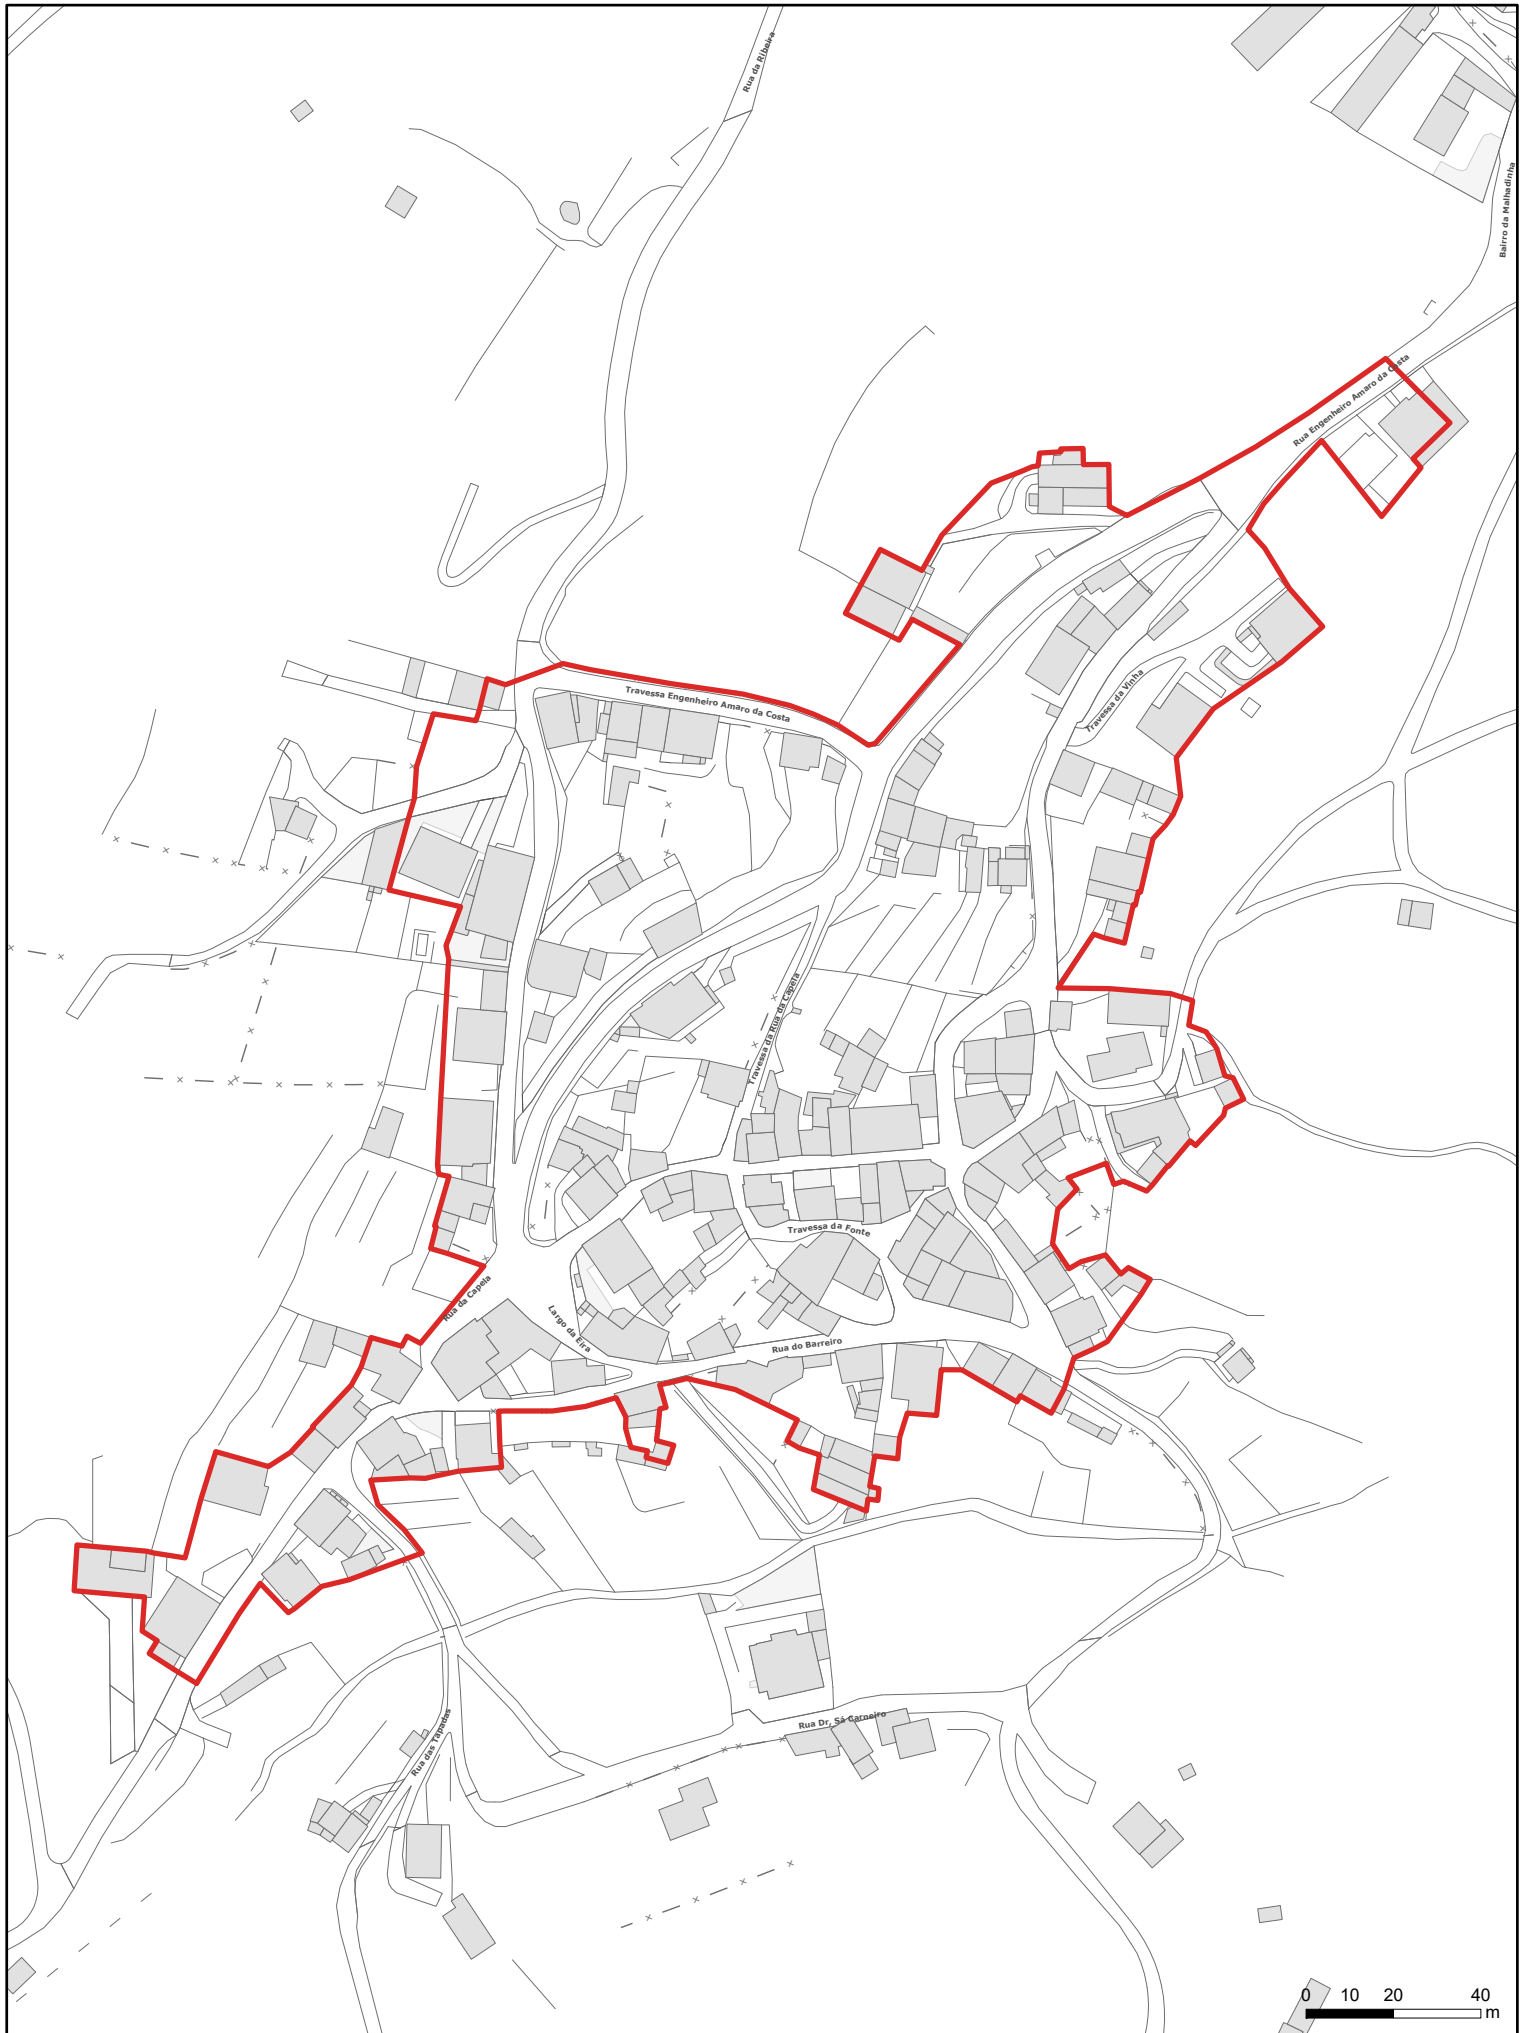 Rua da Ribeira
Bairro da Malhadinha
Rua Engenheiro Amaro da Costa
Travessa Engenheiro Amaro da Costa
Travessa da Vinha
Travessa da Rua da Capela
Travessa da Fonte
Rua da Capela
Largo da Eira
Rua do Barreiro
Rua Dr, Sá Carneiro
Rua das Tapadas
0 10 20 40
m